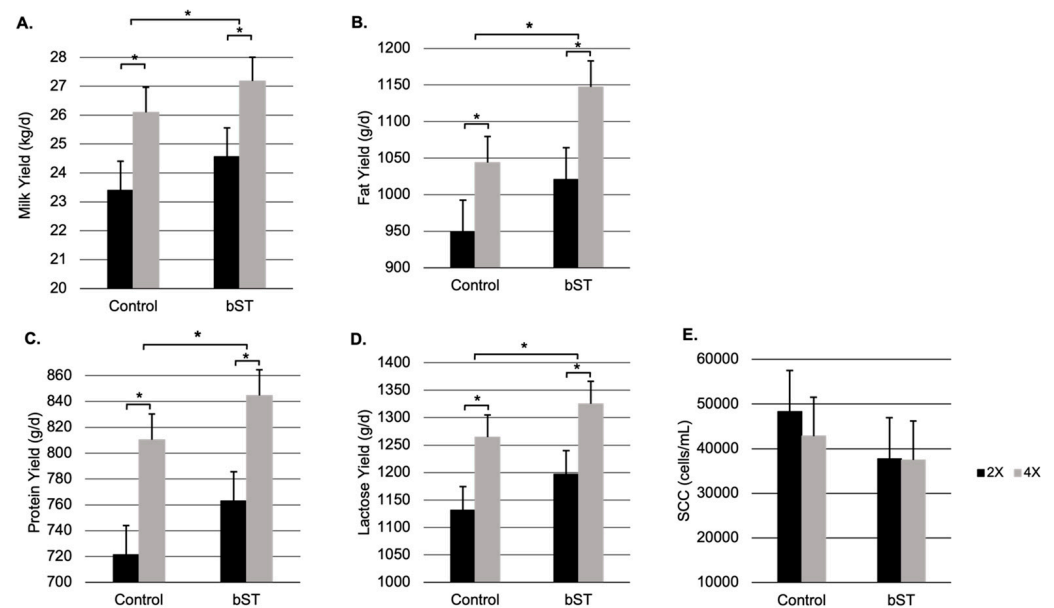 A.
*
*
*
Milk Yield (kg/d)
28
27
26
25
24
23
22
21
20
Control
bST
B.
*
*
*
Fat Yield (g/d)
1200
1150
1100
1050
1000
950
900
Control
bST
C.
*
*
*
Protein Yield (g/d)
860
840
820
800
780
760
740
720
700
Control
bST
D.
*
*
*
Lactose Yield (g/d)
1400
1350
1300
1250
1200
1150
1100
1050
1000
Control
bST
E.
SCC (cells/mL)
60000
50000
40000
30000
20000
10000
Control
bST
2X 4X